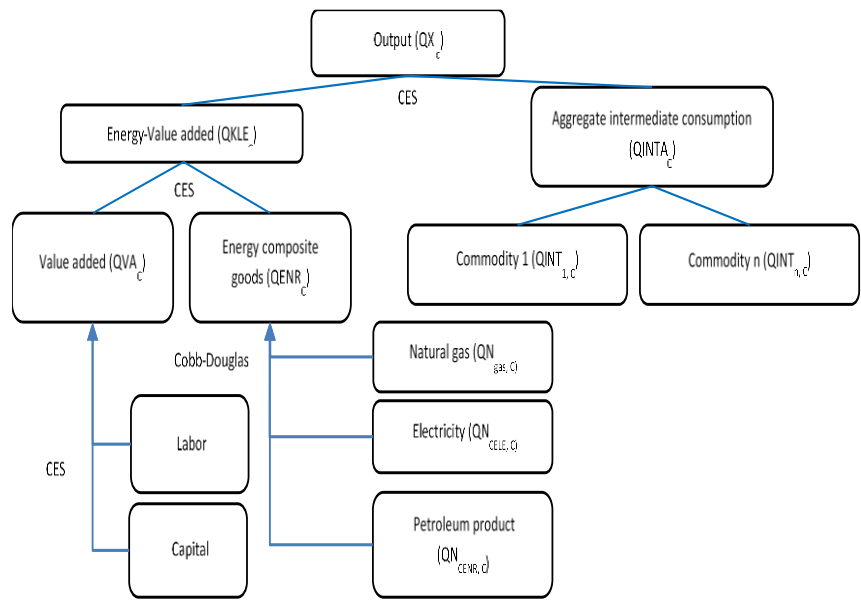 Output (QX C)
CES
Energy-Value added (QKLE C)
Aggregate intermediate consumption
(QINTA C)
CES
Value added (QVA C)
Energy composite
goods (QENR C)
Commodity 1 (QINT 1, C)
Commodity n (QINT n, C)
Cobb-Douglas
Natural gas (QN gas, C)
Electricity (QN CELE, C)
Labor
CES
Capital
Petroleum product
(QN CENR, C)